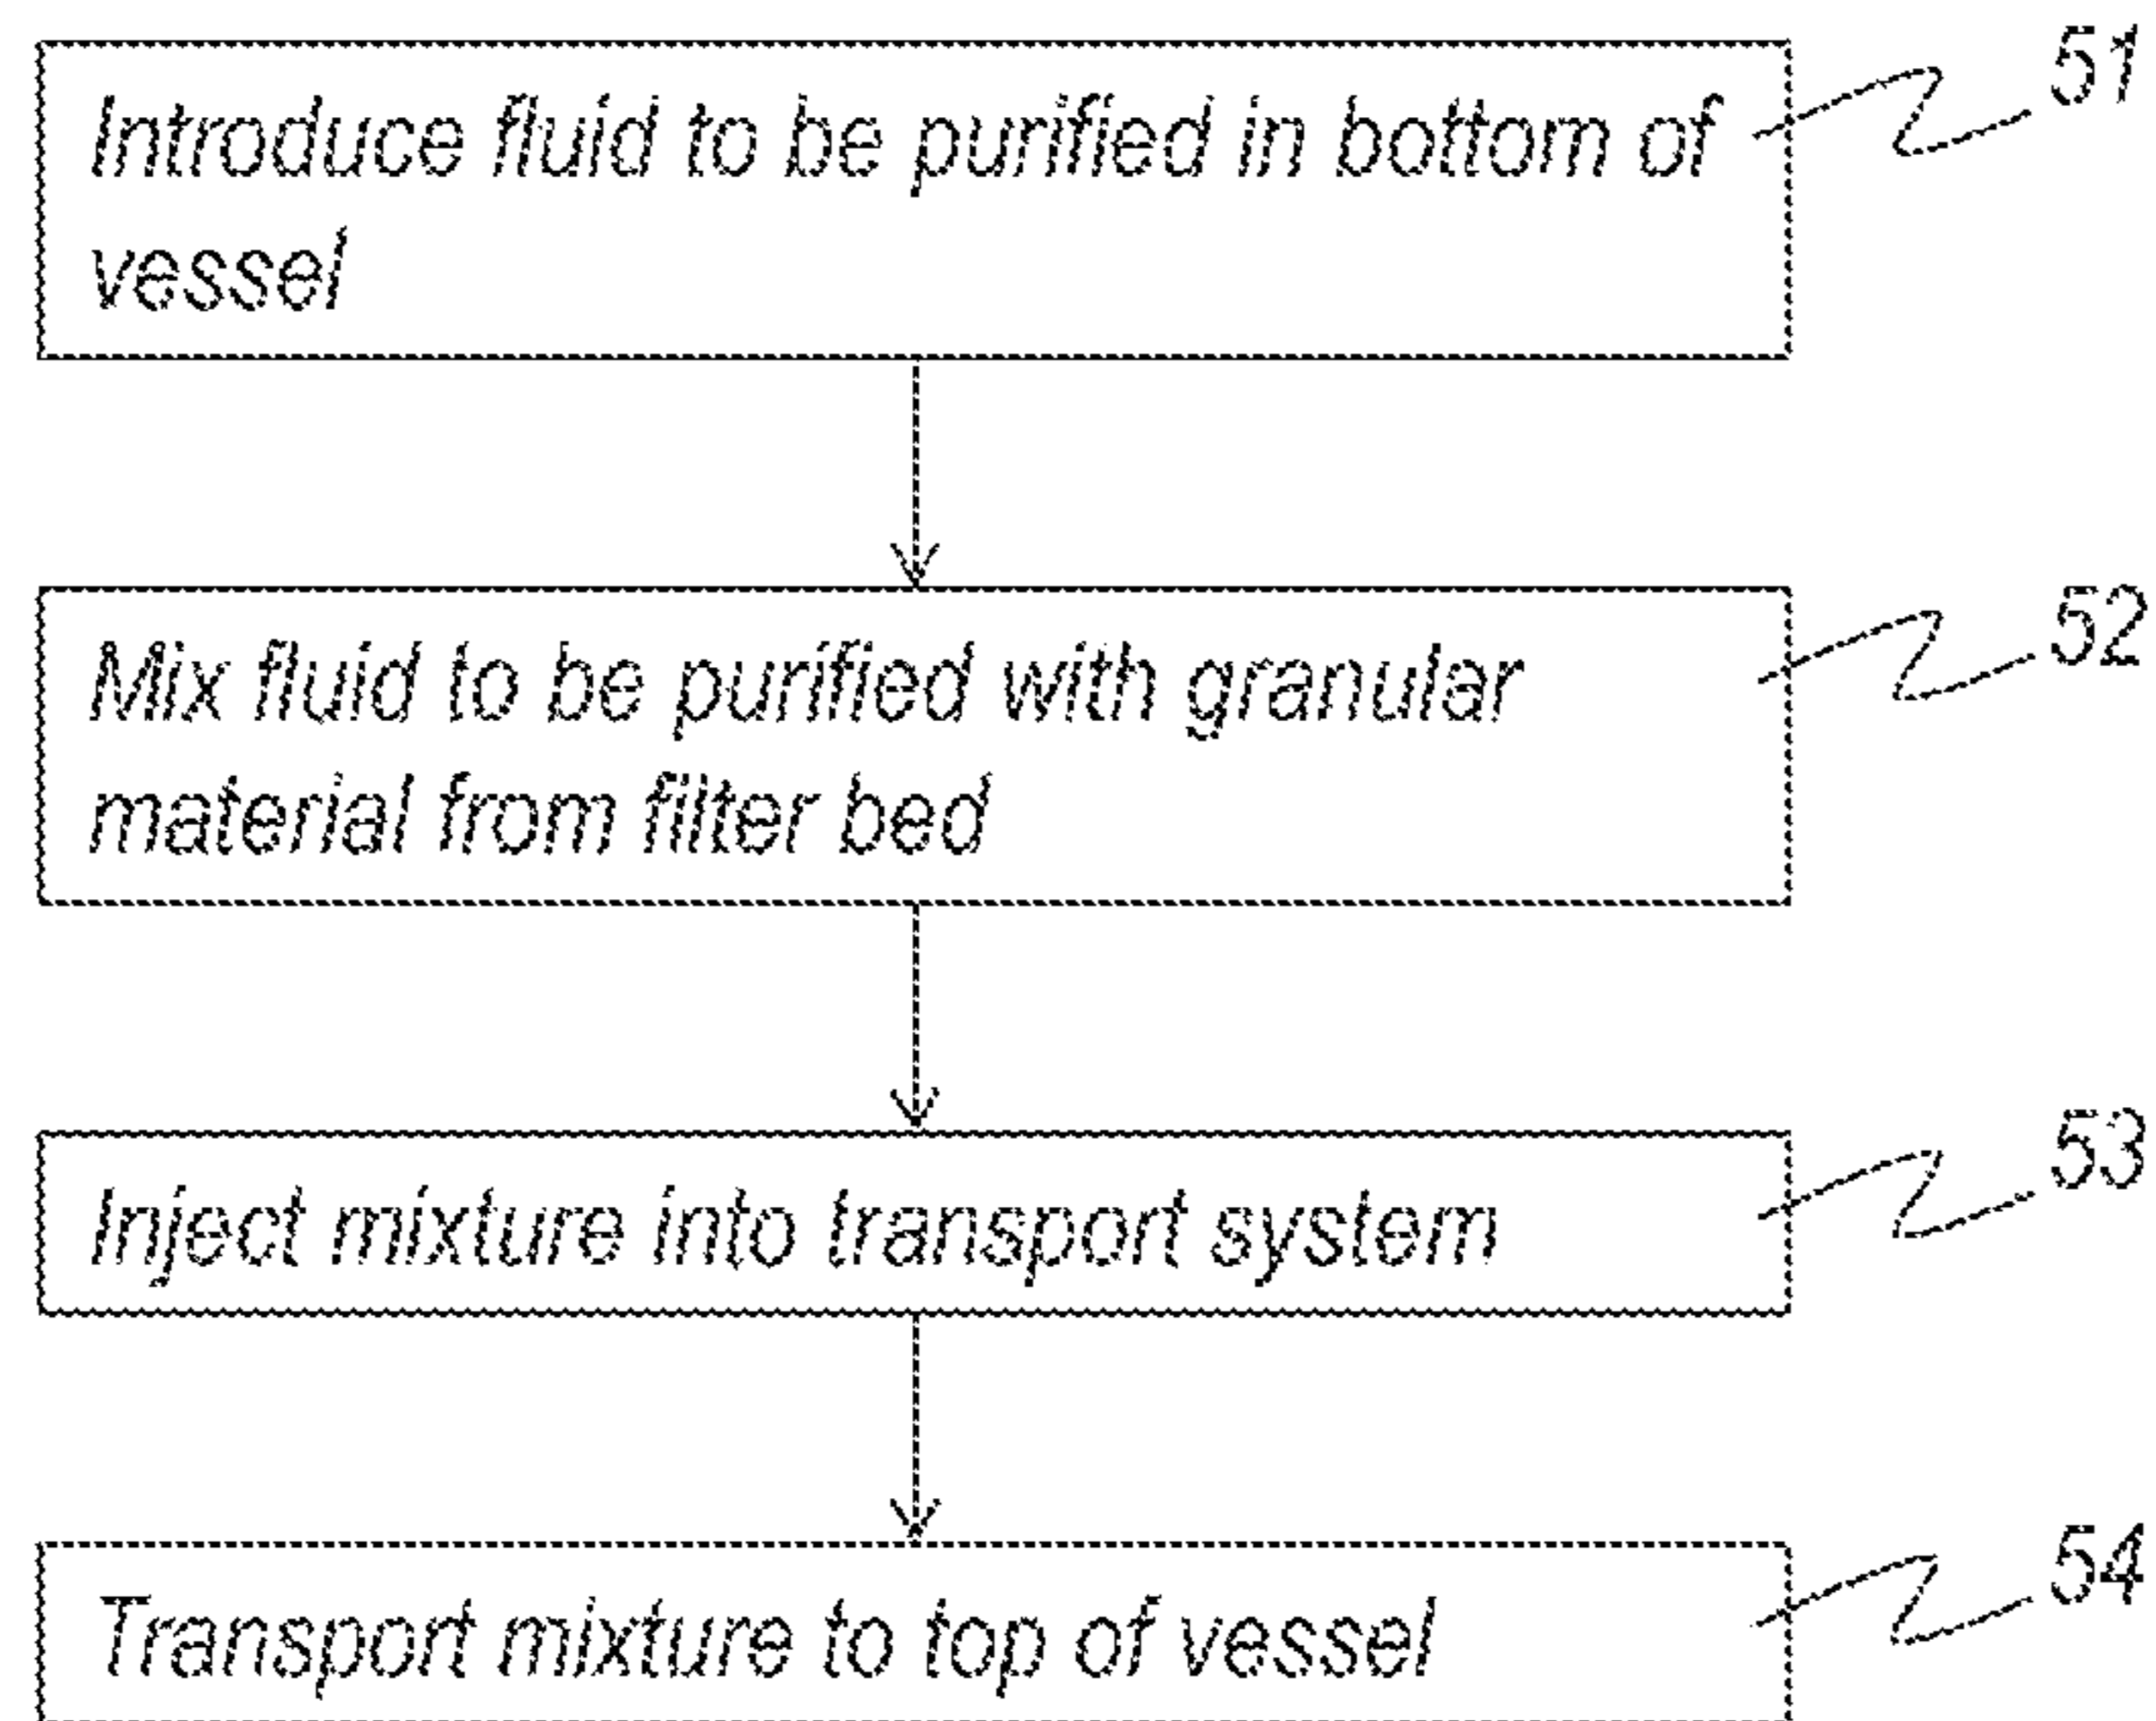 Introduce fluid to be purified in bottom of 51
vessel
Mix fluid to be purified with granular 52
material from filter bed
Inject mixture into transport system 53
Transport mixture to top of vessel 54